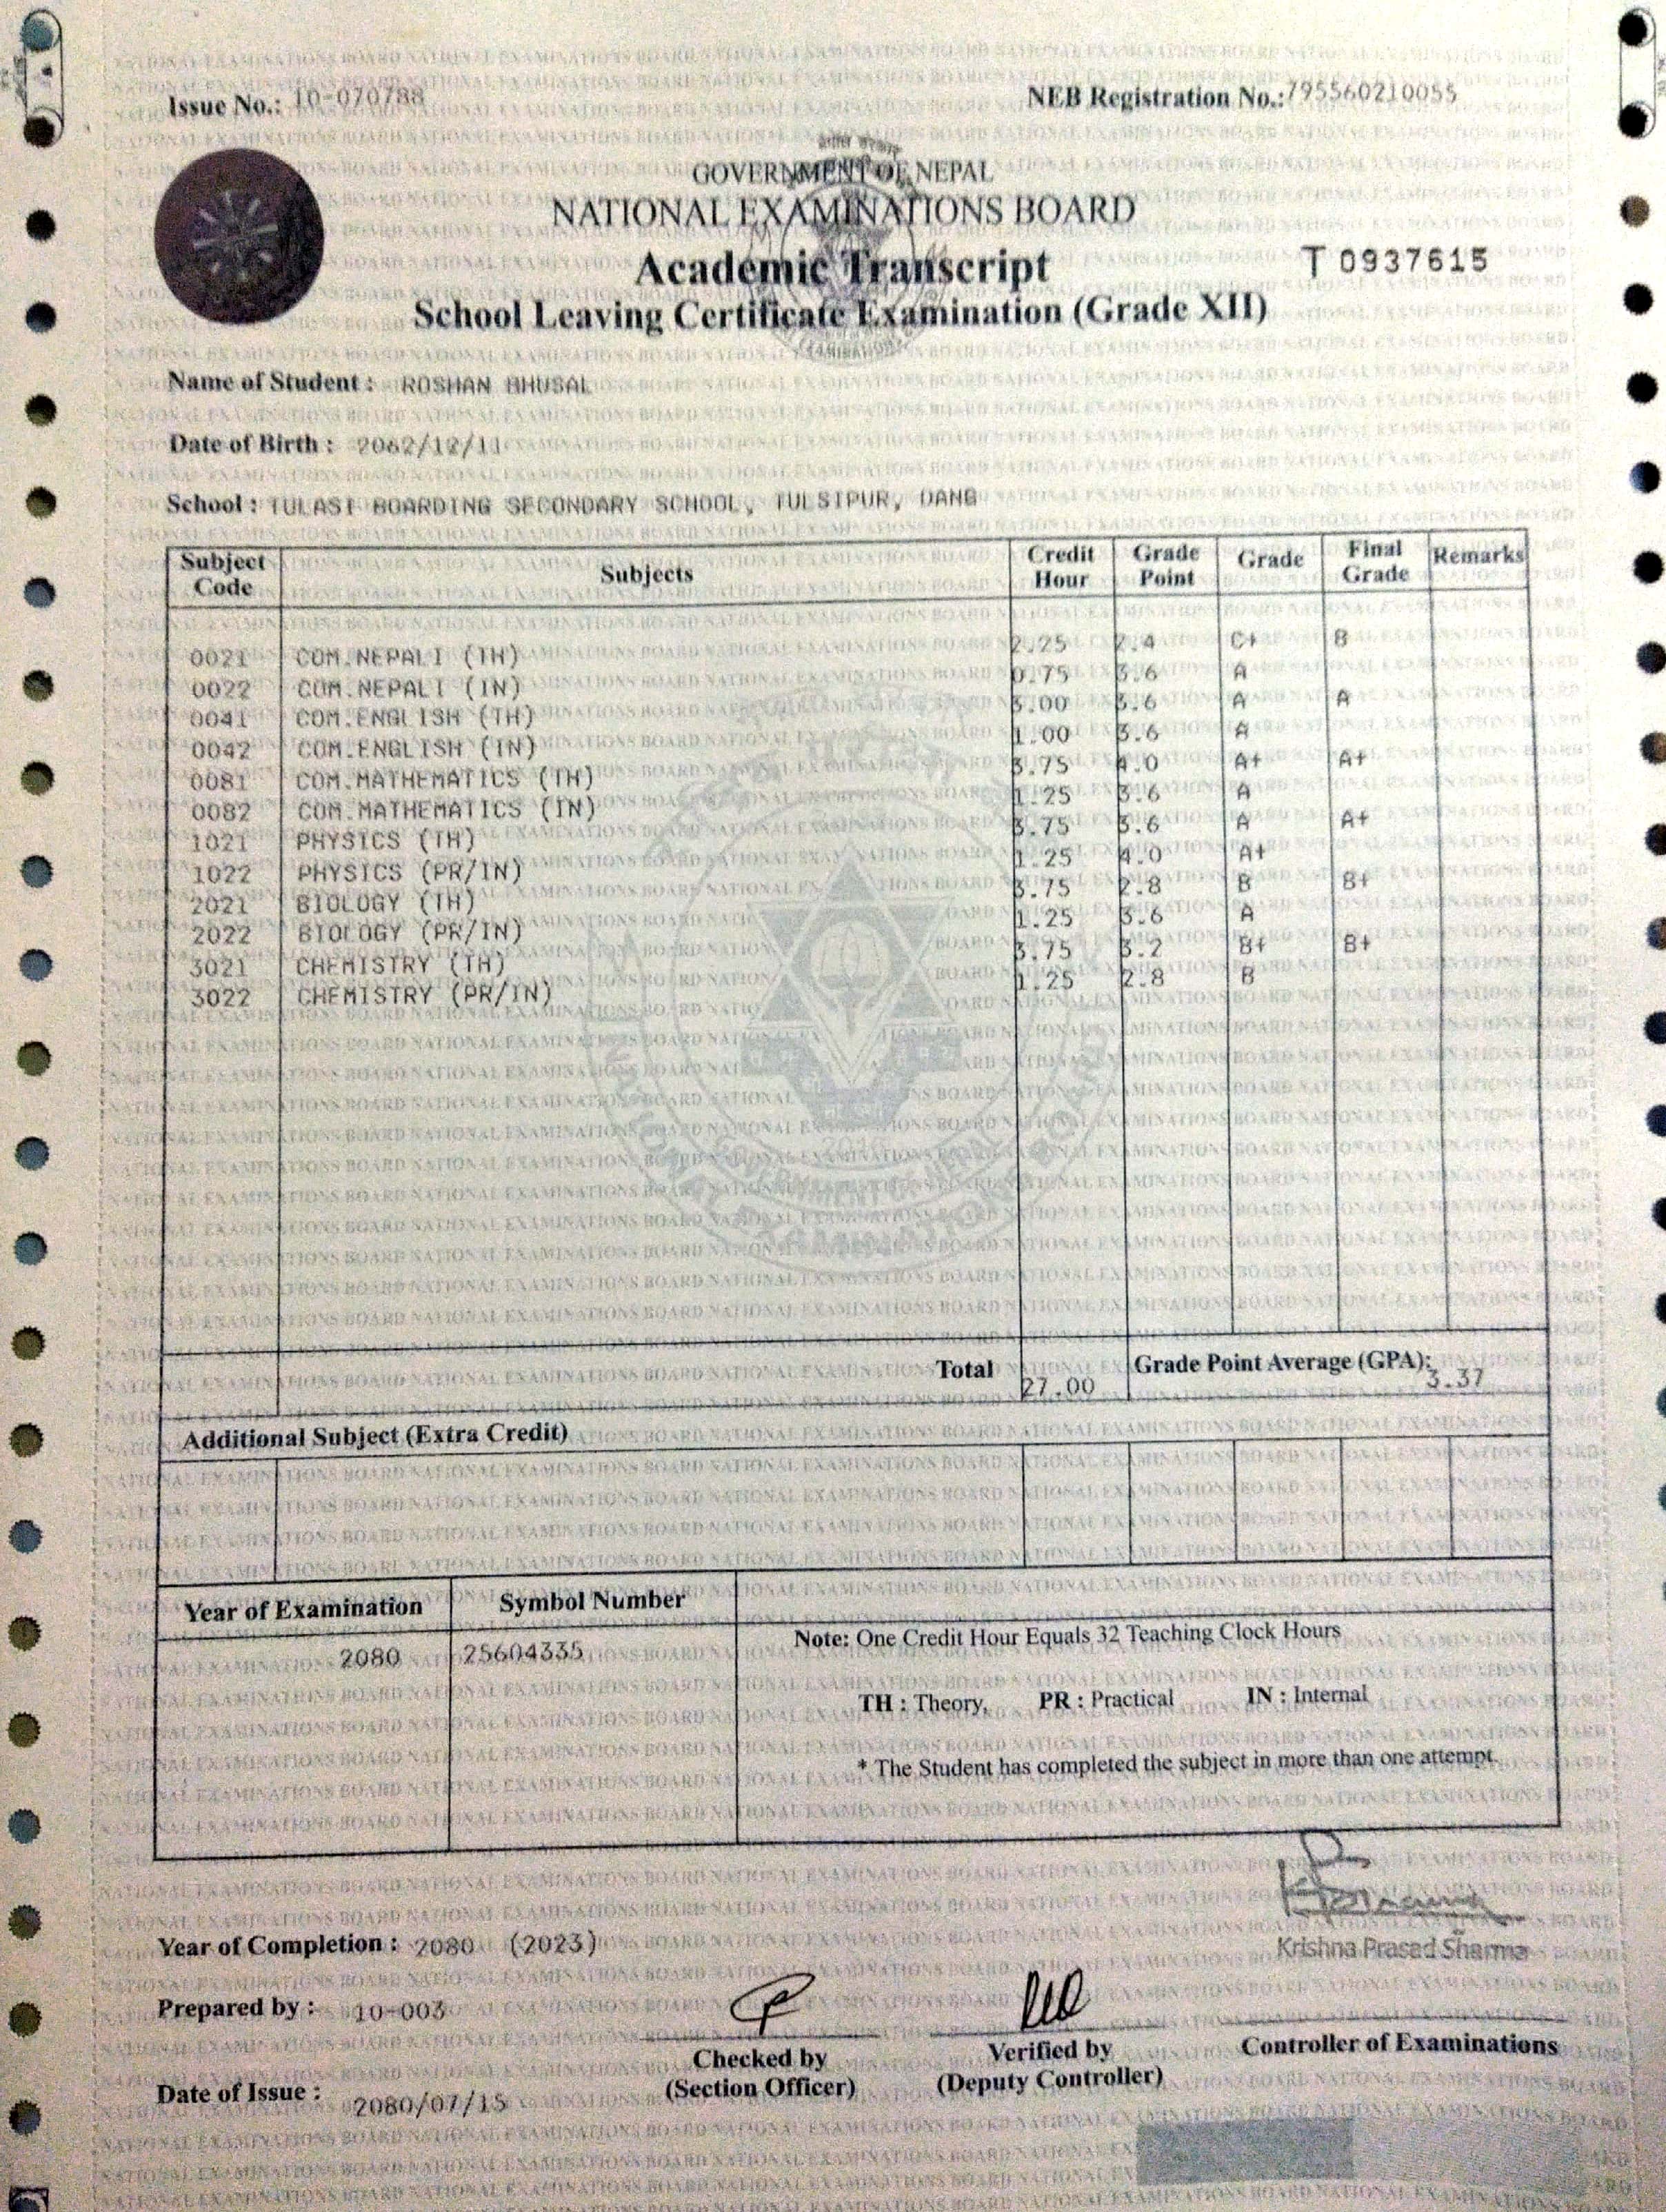 Issue No.: 10-070788
NEB Registration No.: 795560210055
GOVERNMENT OF NEPAL
NATIONAL EXAMINATIONS BOARD
Academic Transcript
T 0937615
School Leaving Certificate Examination (Grade XII)
Name of Student : ROSHAN BHUSAL
Date of Birth : 2062/12/11
School : TULASI BOARDING SECONDARY SCHOOL, TULSIPUR, DANG
Subject Code Subjects Credit Hour Grade Point Grade Final Grade Remarks
0021 COM.NEPALI (TH) 2.25 2.4 C+ B
0022 COM.NEPALI (IN) 0.75 3.6 A
0041 COM.ENGLISH (TH) 3.00 3.6 A A
0042 COM.ENGLISH (IN) 1.00 3.6 A
0081 COM.MATHEMATICS (TH) 3.75 4.0 A+ A+
0082 COM.MATHEMATICS (IN) 1.25 3.6 A
1021 PHYSICS (TH) 3.75 3.6 A A+
1022 PHYSICS (PR/IN) 1.25 4.0 A+
2021 BIOLOGY (TH) 3.75 2.8 B B+
2022 BIOLOGY (PR/IN) 1.25 3.6 A
3021 CHEMISTRY (TH) 3.75 3.2 B+ B+
3022 CHEMISTRY (PR/IN) 1.25 2.8 B
Total 27.00 Grade Point Average (GPA): 3.37
Additional Subject (Extra Credit)
Year of Examination Symbol Number
2080 25604335
Note: One Credit Hour Equals 32 Teaching Clock Hours
TH : Theory, PR : Practical IN : Internal
* The Student has completed the subject in more than one attempt.
Year of Completion : 2080 (2023)
Krishna Prasad Sharma
Prepared by : 10-003
Checked by
(Section Officer)
Verified by
(Deputy Controller)
Controller of Examinations
Date of Issue : 2080/07/15